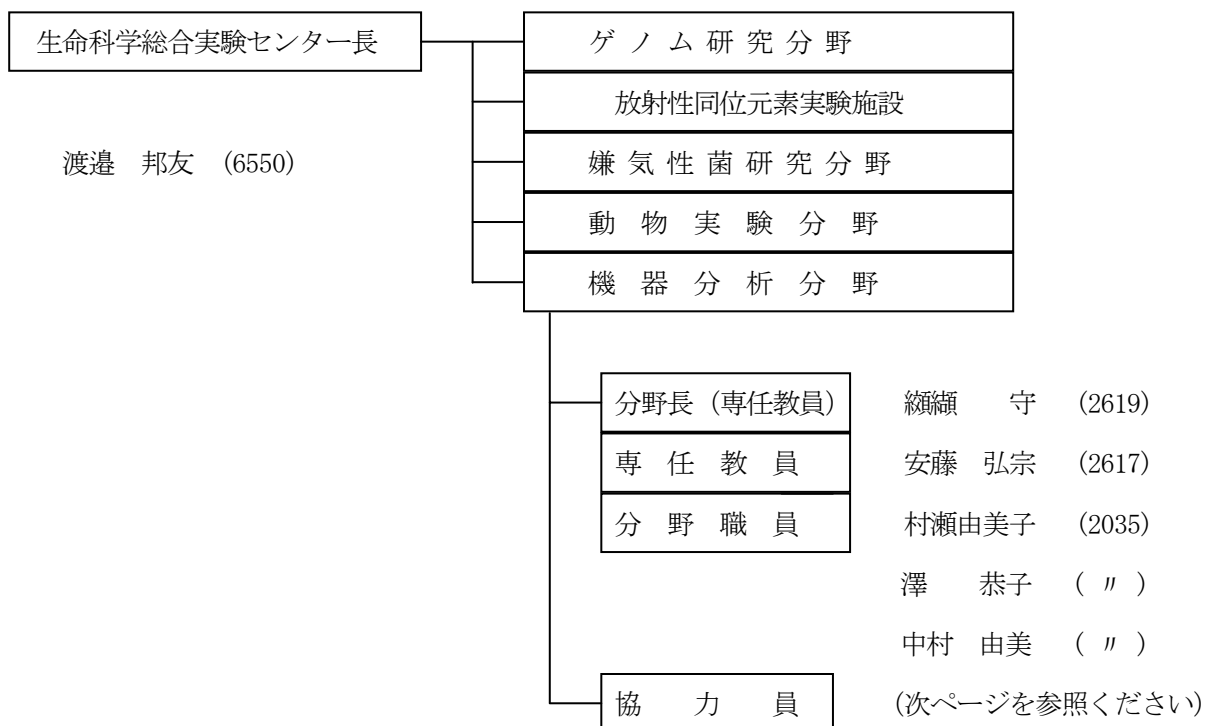 生命科学総合実験センター長
ゲノム研究分野
放射性同位元素実験施設
渡邉 邦友 (6550)
嫌気性菌研究分野
動物実験分野
機器分析分野
分野長（専任教員） 纐纈 守 (2619)
専任教員 安藤 弘宗 (2617)
分野職員 村瀬由美子 (2035)
澤 恭子 ( 〃 )
中村 由美 ( 〃 )
協力員 (次ページを参照ください)